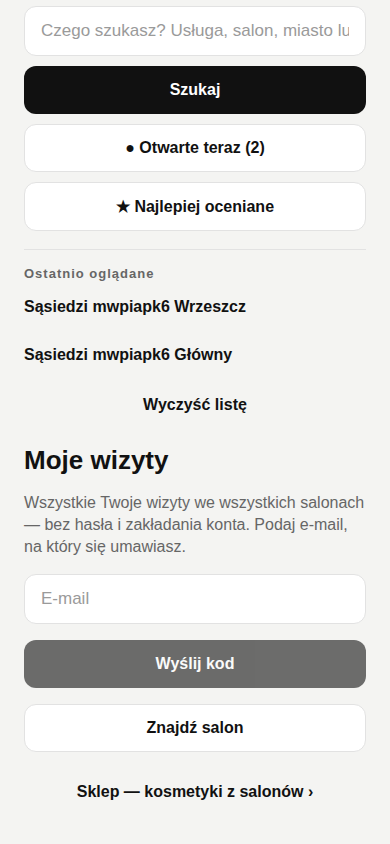 Czego szukasz? Usługa, salon, miasto lu
Szukaj
● Otwarte teraz (2)
★ Najlepiej oceniane
Ostatnio oglądane
Sąsiedzi mwpiapk6 Wrzeszcz
Sąsiedzi mwpiapk6 Główny
Wyczyść listę
Moje wizyty
Wszystkie Twoje wizyty we wszystkich salonach
— bez hasła i zakładania konta. Podaj e-mail,
na który się umawiasz.
E-mail
Wyślij kod
Znajdź salon
Sklep — kosmetyki z salonów ›